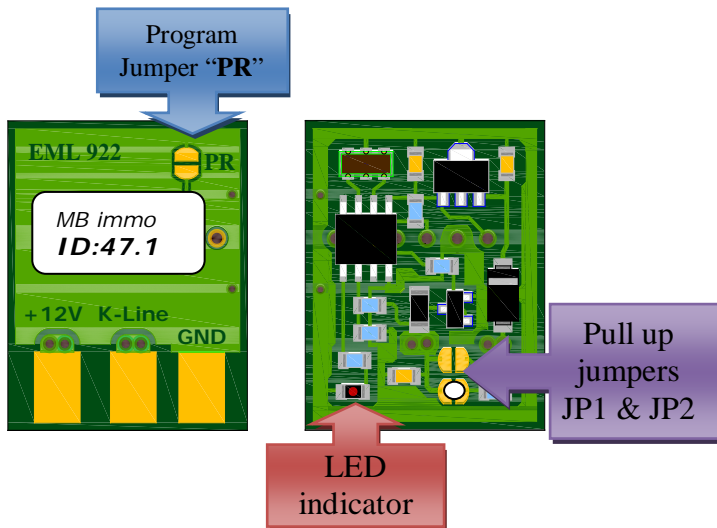 Program
Jumper “PR”
EML 922
PR
MB immo
ID:47.1
+12V K-Line
GND
Pull up
jumpers
JP1 & JP2
LED
indicator